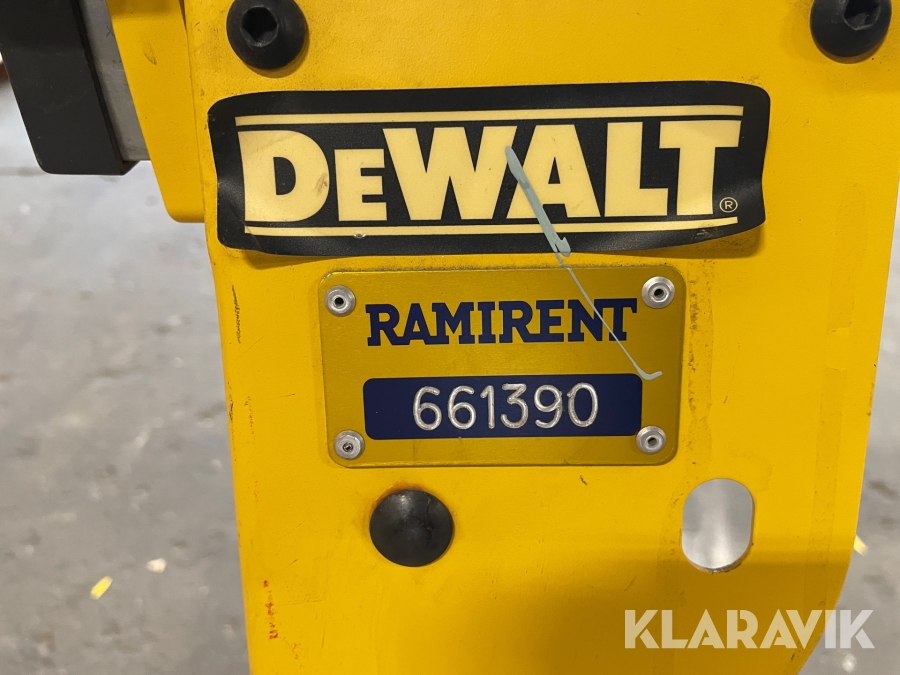 DEWALT®
RAMIRENT
661390
KLARAVIK